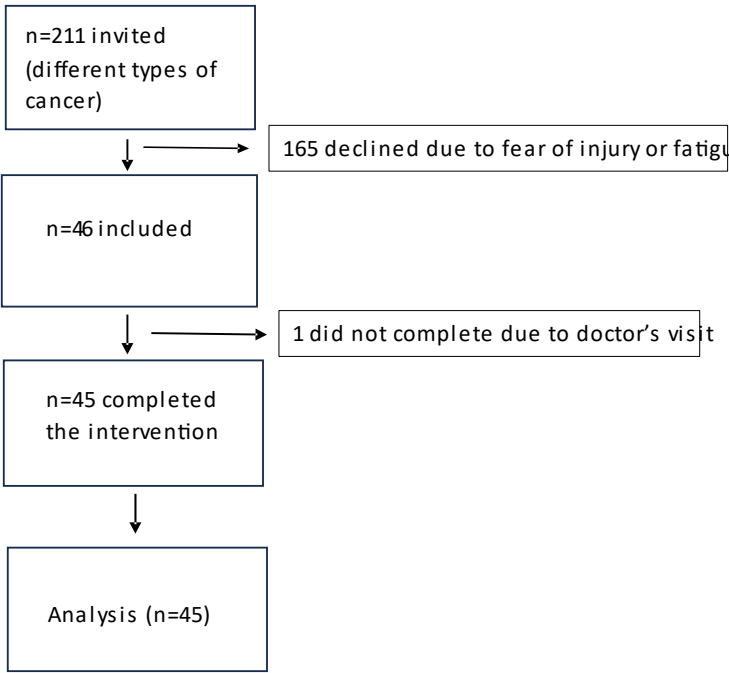 n=211 invited
(different types of
cancer)
165 declined due to fear of injury or fatigu
n=46 included
1 did not complete due to doctor’s visit
n=45 completed
the intervention
Analysis (n=45)